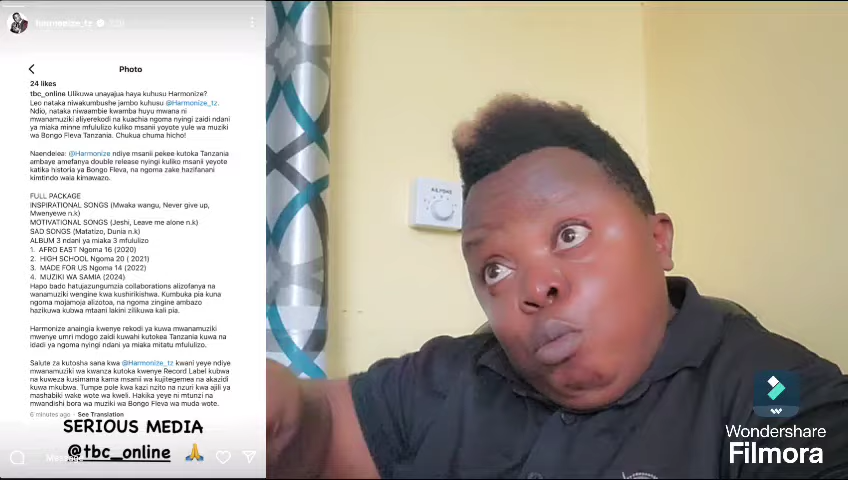 harmonize_tz
Photo
24 likes
tbc_online Ulikuwa unayajua haya kuhusu Harmonize?
Leo nataka niwakumbushe jambo kuhusu @Harmonize_tz.
Ndio, nataka niwaambie kwamba huyu mwana ni
mwanamuziki aliyerekodi na kuachia ngoma nyingi zaidi ndani
ya miaka minne mfululizo kuliko msanii yoyote yule wa muziki
wa Bongo Fleva Tanzania. Chukua chuma hicho!
Naendelea: @Harmonize ndiye msanii pekee kutoka Tanzania
ambaye amefanya double release nyingi kuliko msanii yeyote
katika historia ya Bongo Fleva, na ngoma zake hazifanani
kimtindo wala kimawazo.
FULL PACKAGE
INSPIRATIONAL SONGS (Mwaka wangu, Never give up,
Mwenyewe n.k)
MOTIVATIONAL SONGS (Jeshi, Leave me alone n.k)
SAD SONGS (Matatizo, Dunia n.k)
ALBUM 3 ndani ya miaka 3 mfululizo
1. AFRO EAST Ngoma 16 (2020)
2. HIGH SCHOOL Ngoma 20 ( 2021)
3. MADE FOR US Ngoma 14 (2022)
4. MUZIKI WA SAMIA (2024)
Hapo bado hatujazungumzia collaborations alizofanya na
wanamuziki wengine kwa kushirikishwa. Kumbuka pia kuna
ngoma mojamoja alizotoa, na ngoma zingine ambazo
hazikuwa kubwa mtaani lakini zilikuwa kali pia.
Harmonize anaingia kwenye rekodi ya kuwa mwanamuziki
mwenye umri mdogo zaidi kuwahi kutokea Tanzania kuwa na
idadi ya ngoma nyingi ndani ya miaka mitatu mfululizo.
Salute za kutosha sana kwa @Harmonize_tz kwani yeye ndiye
mwanamuziki wa kwanza kutoka kwenye Record Label kubwa
na kuweza kusimama kama msanii wa kujitegemea na akazidi
kuwa mkubwa. Tumpe pole kwa kazi nzito na nzuri kwa ajili ya
mashabiki wake wote wa kweli. Hakika yeye ni mtunzi na
mwandishi bora wa muziki wa Bongo Fleva wa muda wote.
6 minutes ago · See Translation
SERIOUS MEDIA
@tbc_online 🙏
Wondershare
Filmora